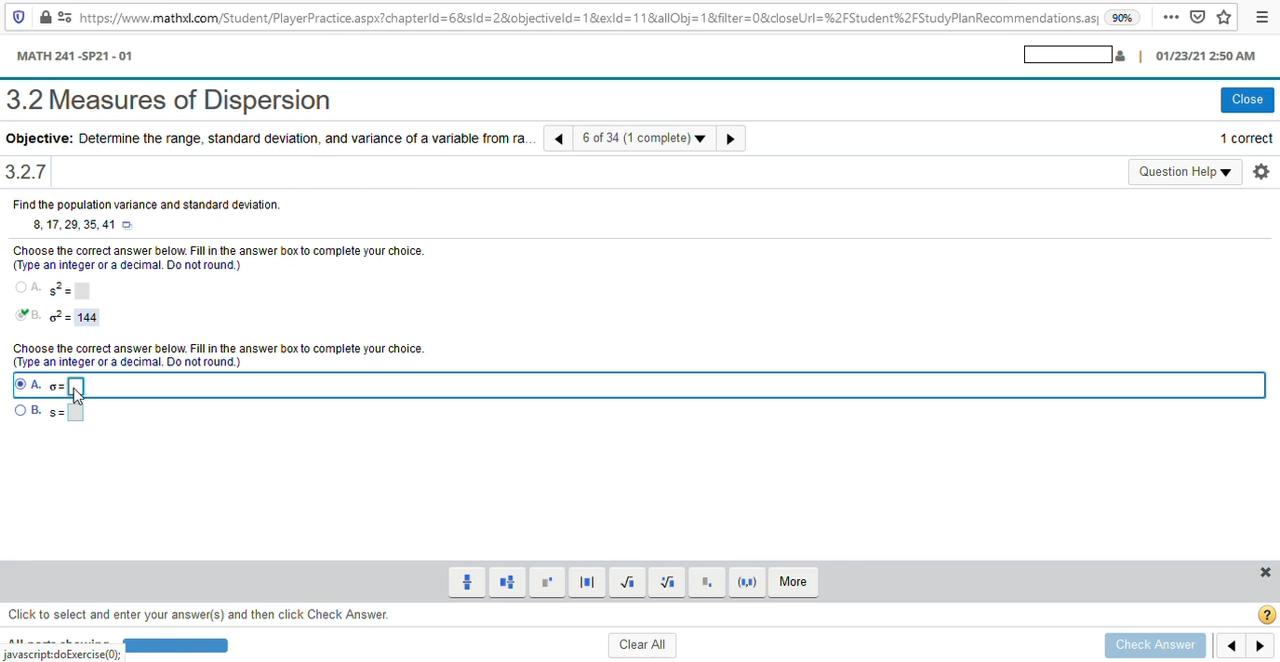 https://www.mathxl.com/Student/PlayerPractice.aspx?chapterId=6&sId=2&objectiveId=1&exId=11&allObj=1&filter=0&closeUrl=%2FStudent%2FStudyPlanRecommendations.asp 90%
MATH 241 -SP21 - 01 | 01/23/21 2:50 AM
3.2 Measures of Dispersion Close
Objective: Determine the range, standard deviation, and variance of a variable from ra... 6 of 34 (1 complete) 1 correct
3.2.7 Question Help
Find the population variance and standard deviation.
8, 17, 29, 35, 41
Choose the correct answer below. Fill in the answer box to complete your choice.
(Type an integer or a decimal. Do not round.)
A. s² =
B. σ² = 144
Choose the correct answer below. Fill in the answer box to complete your choice.
(Type an integer or a decimal. Do not round.)
A. σ =
B. s =
More
Click to select and enter your answer(s) and then click Check Answer.
?
Clear All Check Answer
javascript:doExercise(0);